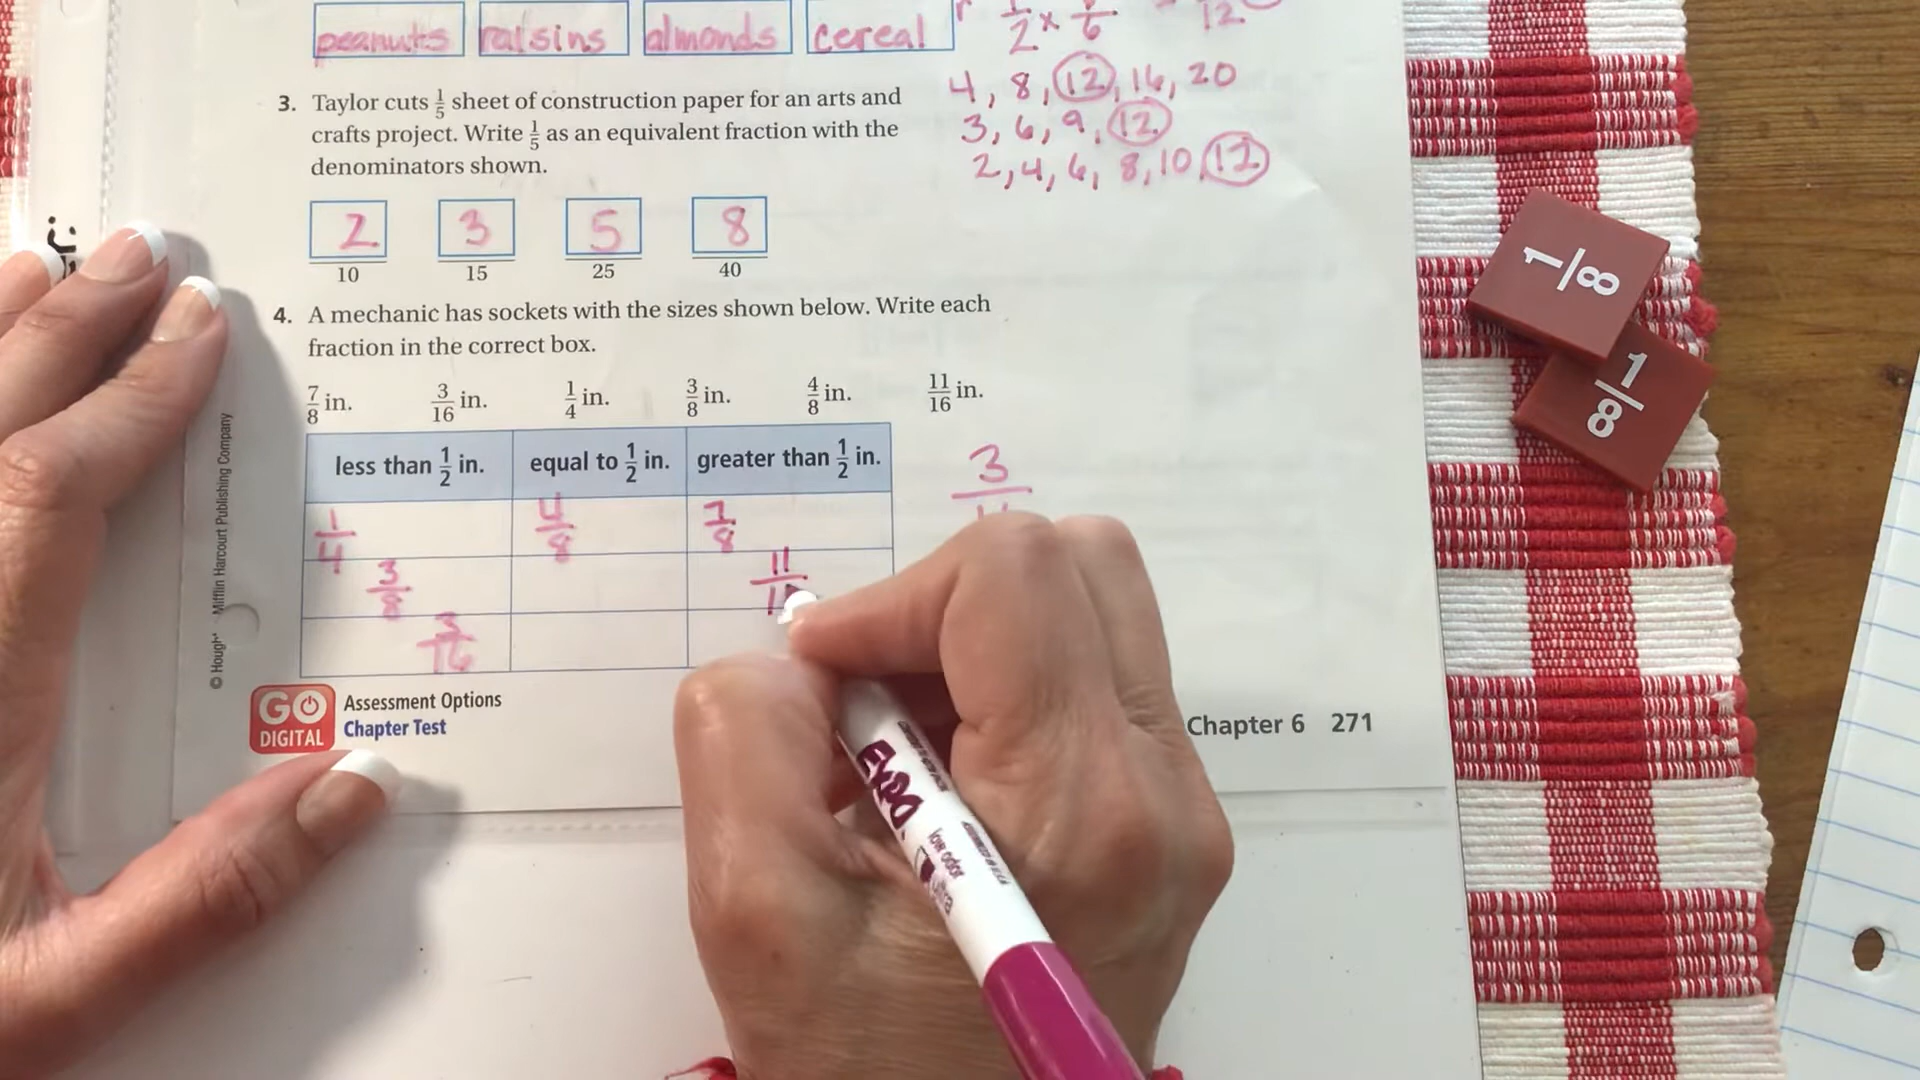 peanuts raisins almonds cereal
1/2 ×
6
12
4, 8, 12, 16, 20
3, 6, 9, 12
2, 4, 6, 8, 10, 12
3. Taylor cuts 1/5 sheet of construction paper for an arts and
crafts project. Write 1/5 as an equivalent fraction with the
denominators shown.
2 3 5 8
10 15 25 40
4. A mechanic has sockets with the sizes shown below. Write each
fraction in the correct box.
7/8 in. 3/16 in. 1/4 in. 3/8 in. 4/8 in. 11/16 in.
less than 1/2 in. equal to 1/2 in. greater than 1/2 in.
1/4 4/8 7/8
3/8 11
3/16
3
GO
DIGITAL
Assessment Options
Chapter Test
Chapter 6 271
Mifflin Harcourt Publishing Company
1/8
1/8
EXPO
low odor